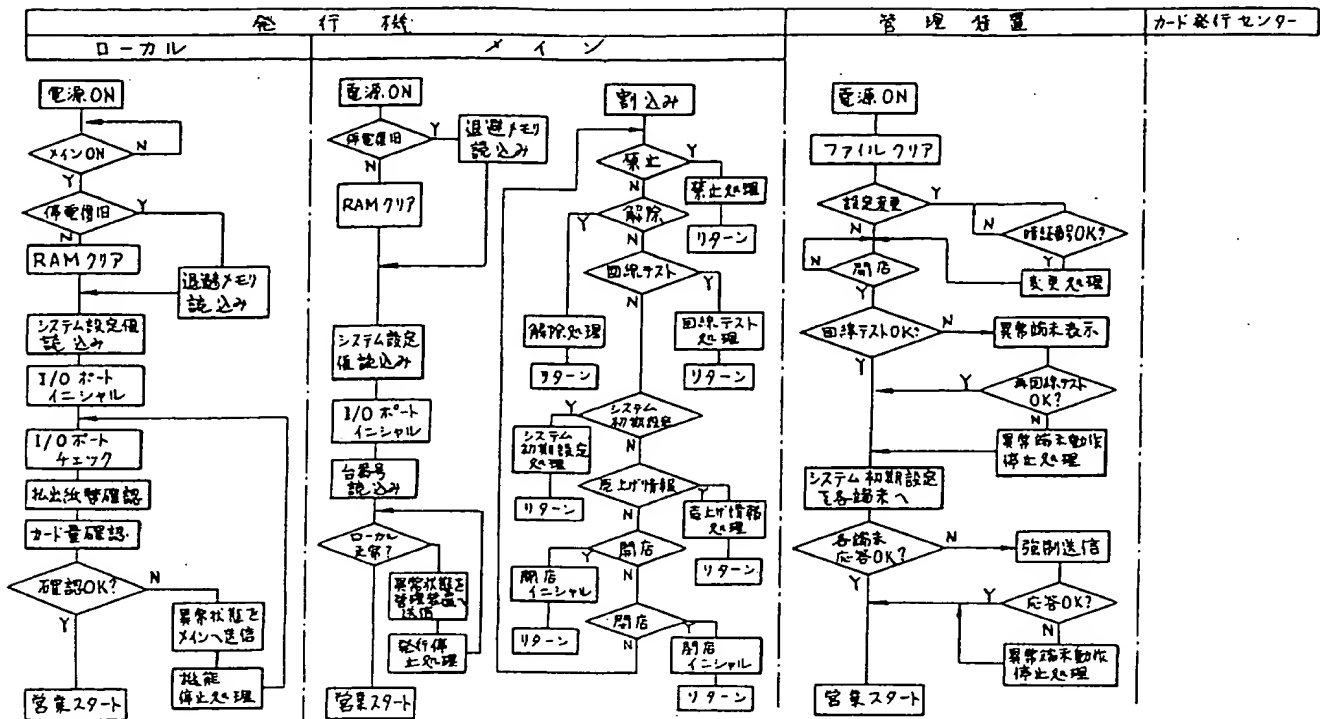 発行機
管理装置
カード発行センター
ローカル
メイン
電源ON
メインON
N
Y
停電復旧
Y
N
RAMクリア
退避メモリ
読込み
システム設定値
読込み
I/Oポート
イニシャル
I/Oポート
チェック
払出紙幣確認
カード量確認
確認OK?
N
Y
異常状態を
メインへ送信
機能
停止処理
営業スタート
電源ON
停電復旧
Y
N
退避メモリ
読込み
RAMクリア
システム設定
値読込み
I/Oポート
イニシャル
台番号
読込み
ローカル
正常?
Y
N
異常状態を
管理装置へ
送信
発行停
止処理
営業スタート
割込み
禁止
Y
N
禁止処理
リターン
解除
Y
N
解除処理
リターン
回線テスト
Y
N
回線テスト
処理
リターン
システム
初期設定
Y
N
システム
初期設定
処理
リターン
売上げ情報
Y
N
売上げ情報
処理
リターン
開店
Y
N
開店
イニシャル
リターン
Y
N
イニシャル
リターン
電源ON
ファイルクリア
設定変更
Y
N
暗証番号OK?
N
Y
変更処理
開店
N
Y
回線テストOK?
N
Y
異常端末表示
再回線テスト
OK?
Y
N
異常端末動作
停止処理
システム初期設定
を各端末へ
各端末
応答OK?
N
Y
強制送信
応答OK?
Y
N
異常端末動作
停止処理
営業スタート